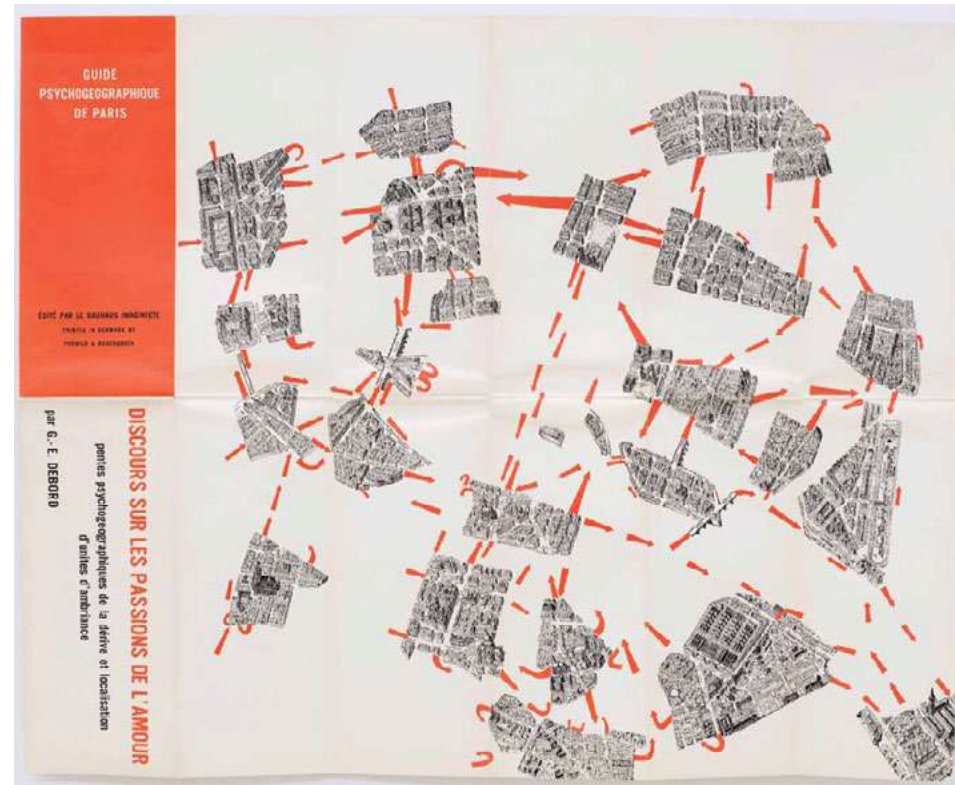 GUIDE
PSYCHOGEOGRAPHIQUE
DE PARIS
ÉDITÉ PAR LE BAUHAUS IMAGINISTE
PRINTED IN DENMARK BY
PERMILD & ROSENGREEN
DISCOURS SUR LES PASSIONS DE L'AMOUR
pentes psychogeographiques de la dérive et localisation
d'unites d'ambiance
par G.-E. DEBORD